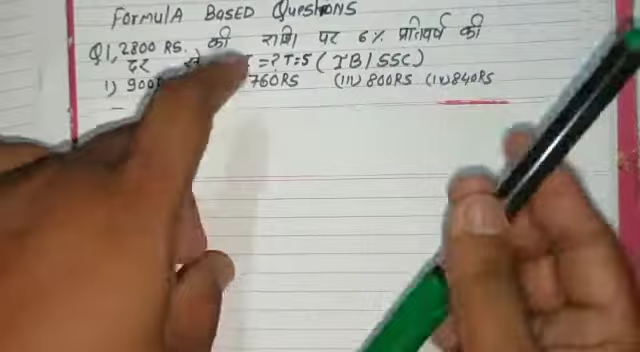 FORMULA BASED QUESTIONS
Q1, 2800 RS. की राशि पर 6% प्रतिवर्ष की
दर =? T=5 (IB/SSC)
1) 900 760RS (III) 800RS (IV) 840RS